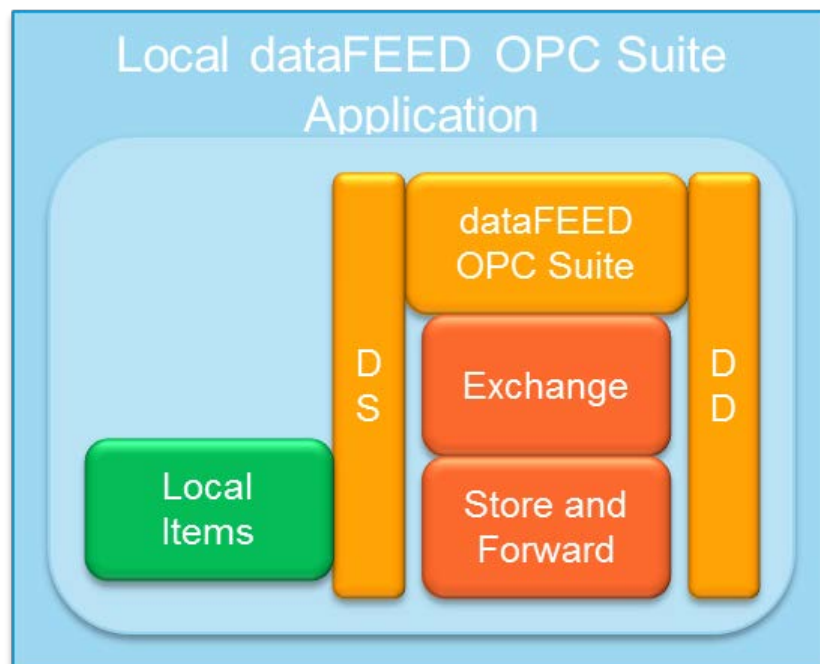 Local dataFEED OPC Suite
Application
dataFEED
OPC Suite
D
S
Exchange
D
D
Local
Items
Store and
Forward